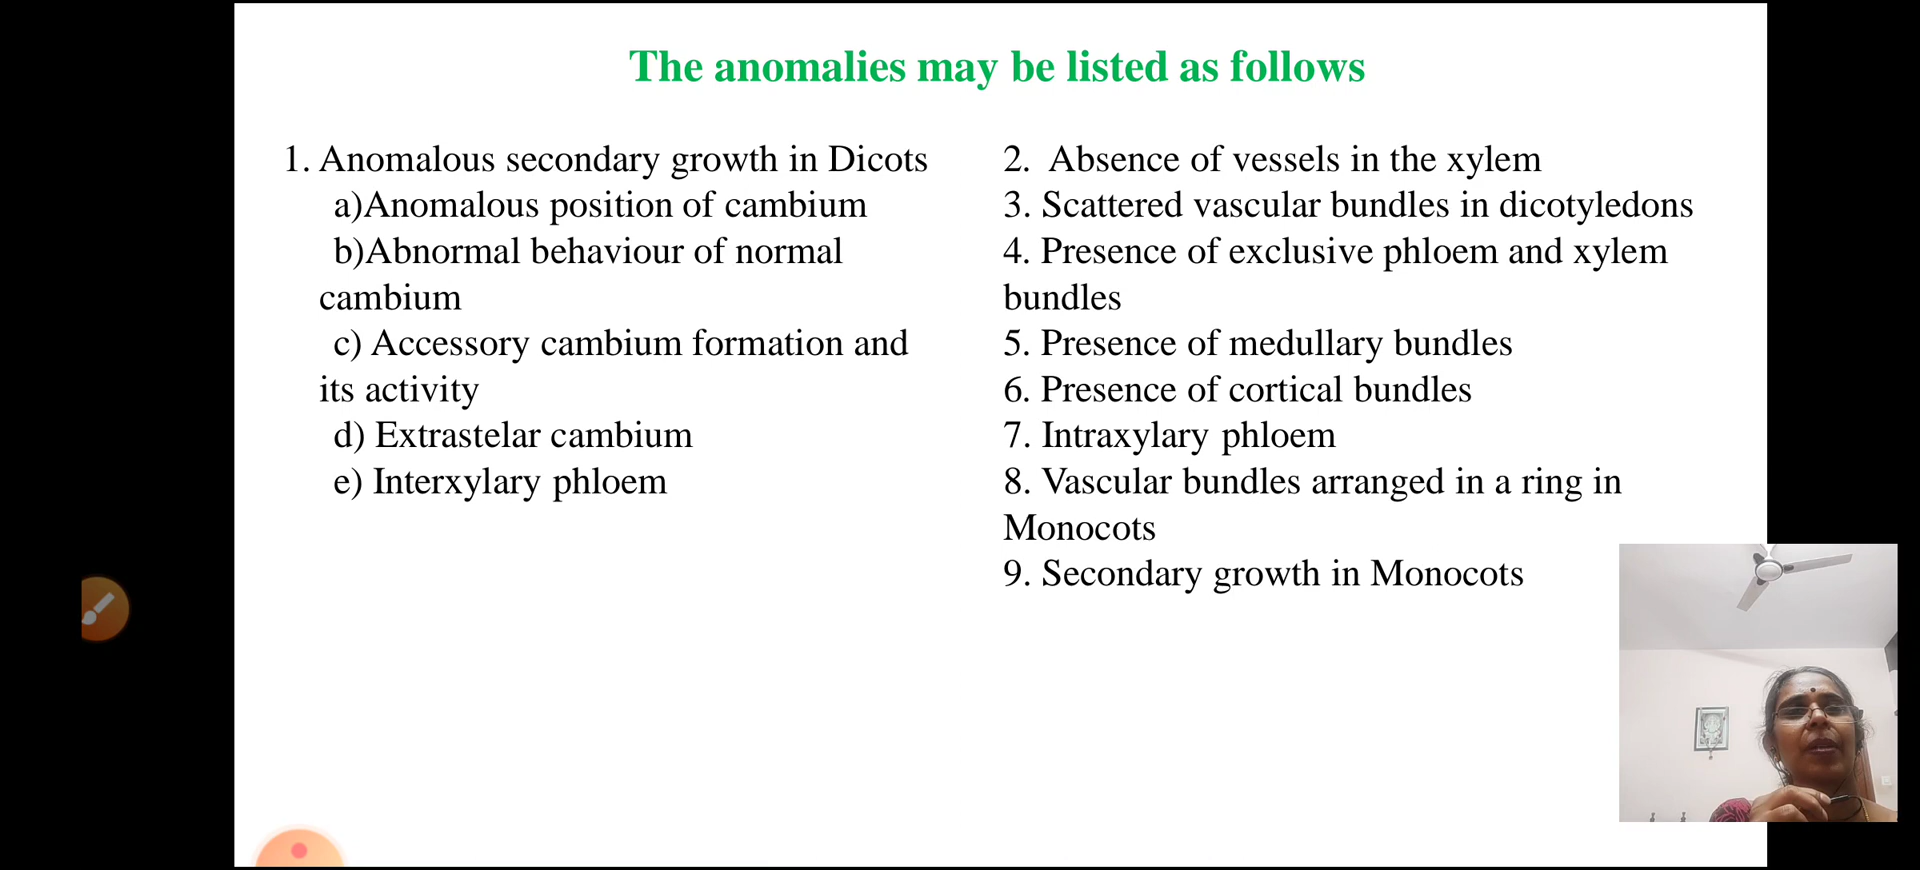 The anomalies may be listed as follows
1. Anomalous secondary growth in Dicots
a)Anomalous position of cambium
b)Abnormal behaviour of normal
cambium
c) Accessory cambium formation and
its activity
d) Extrastelar cambium
e) Interxylary phloem
2. Absence of vessels in the xylem
3. Scattered vascular bundles in dicotyledons
4. Presence of exclusive phloem and xylem
bundles
5. Presence of medullary bundles
6. Presence of cortical bundles
7. Intraxylary phloem
8. Vascular bundles arranged in a ring in
Monocots
9. Secondary growth in Monocots